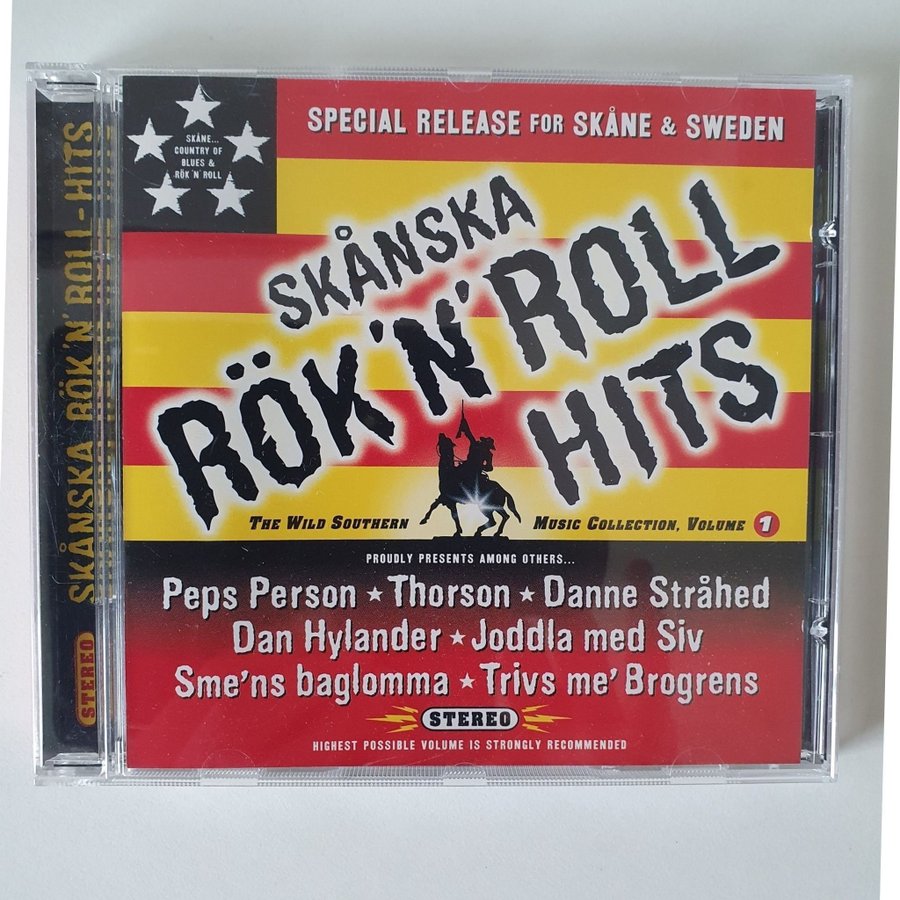 SKÅNSKA RÖK 'N' ROLL-HITS
STEREO
SPECIAL RELEASE FOR SKÅNE & SWEDEN
SKÅNE...
COUNTRY OF
BLUES &
RÖK 'N' ROLL
SKÅNSKA
RÖK 'N' ROLL
HITS
THE WILD SOUTHERN MUSIC COLLECTION, VOLUME 1
PROUDLY PRESENTS AMONG OTHERS...
Peps Person ★ Thorson ★ Danne Stråhed
Dan Hylander ★ Joddla med Siv
Sme'ns baglomma ★ Trivs me' Brogrens
STEREO
HIGHEST POSSIBLE VOLUME IS STRONGLY RECOMMENDED